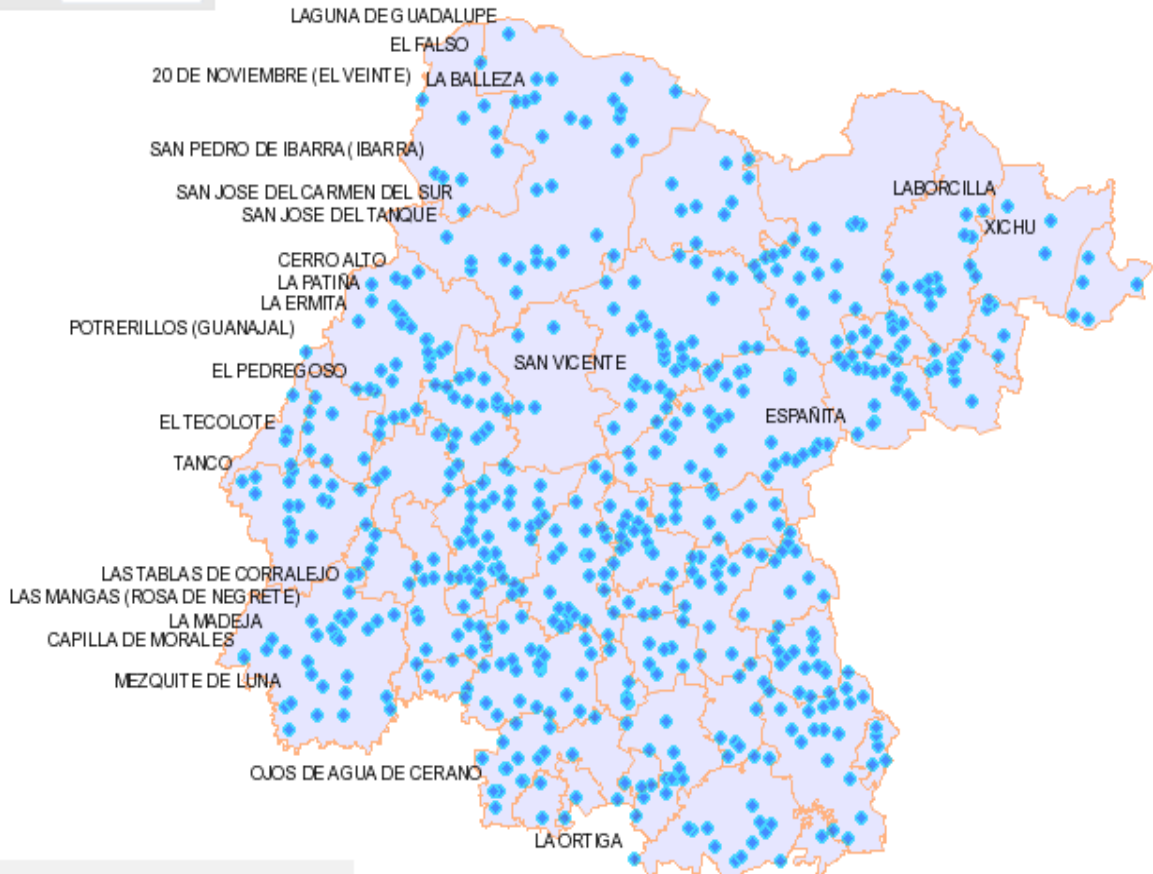 LAGUNA DE GUADALUPE
EL FALSO
20 DE NOVIEMBRE (EL VEINTE)
LA BALLEZA
SAN PEDRO DE IBARRA (IBARRA)
SAN JOSE DEL CARMEN DEL SUR
LABORCILLA
SAN JOSE DEL TANQUE
XICHU
CERRO ALTO
LA PATIÑA
LA ERMITA
POTRERILLOS (GUANAJAL)
SAN VICENTE
EL PEDREGOSO
ESPAÑITA
EL TECOLOTE
TANCO
LAS TABLAS DE CORRALEJO
LAS MANGAS (ROSA DE NEGRETE)
LA MADEJA
CAPILLA DE MORALES
MEZQUITE DE LUNA
OJOS DE AGUA DE CERANO
LA ORTIGA